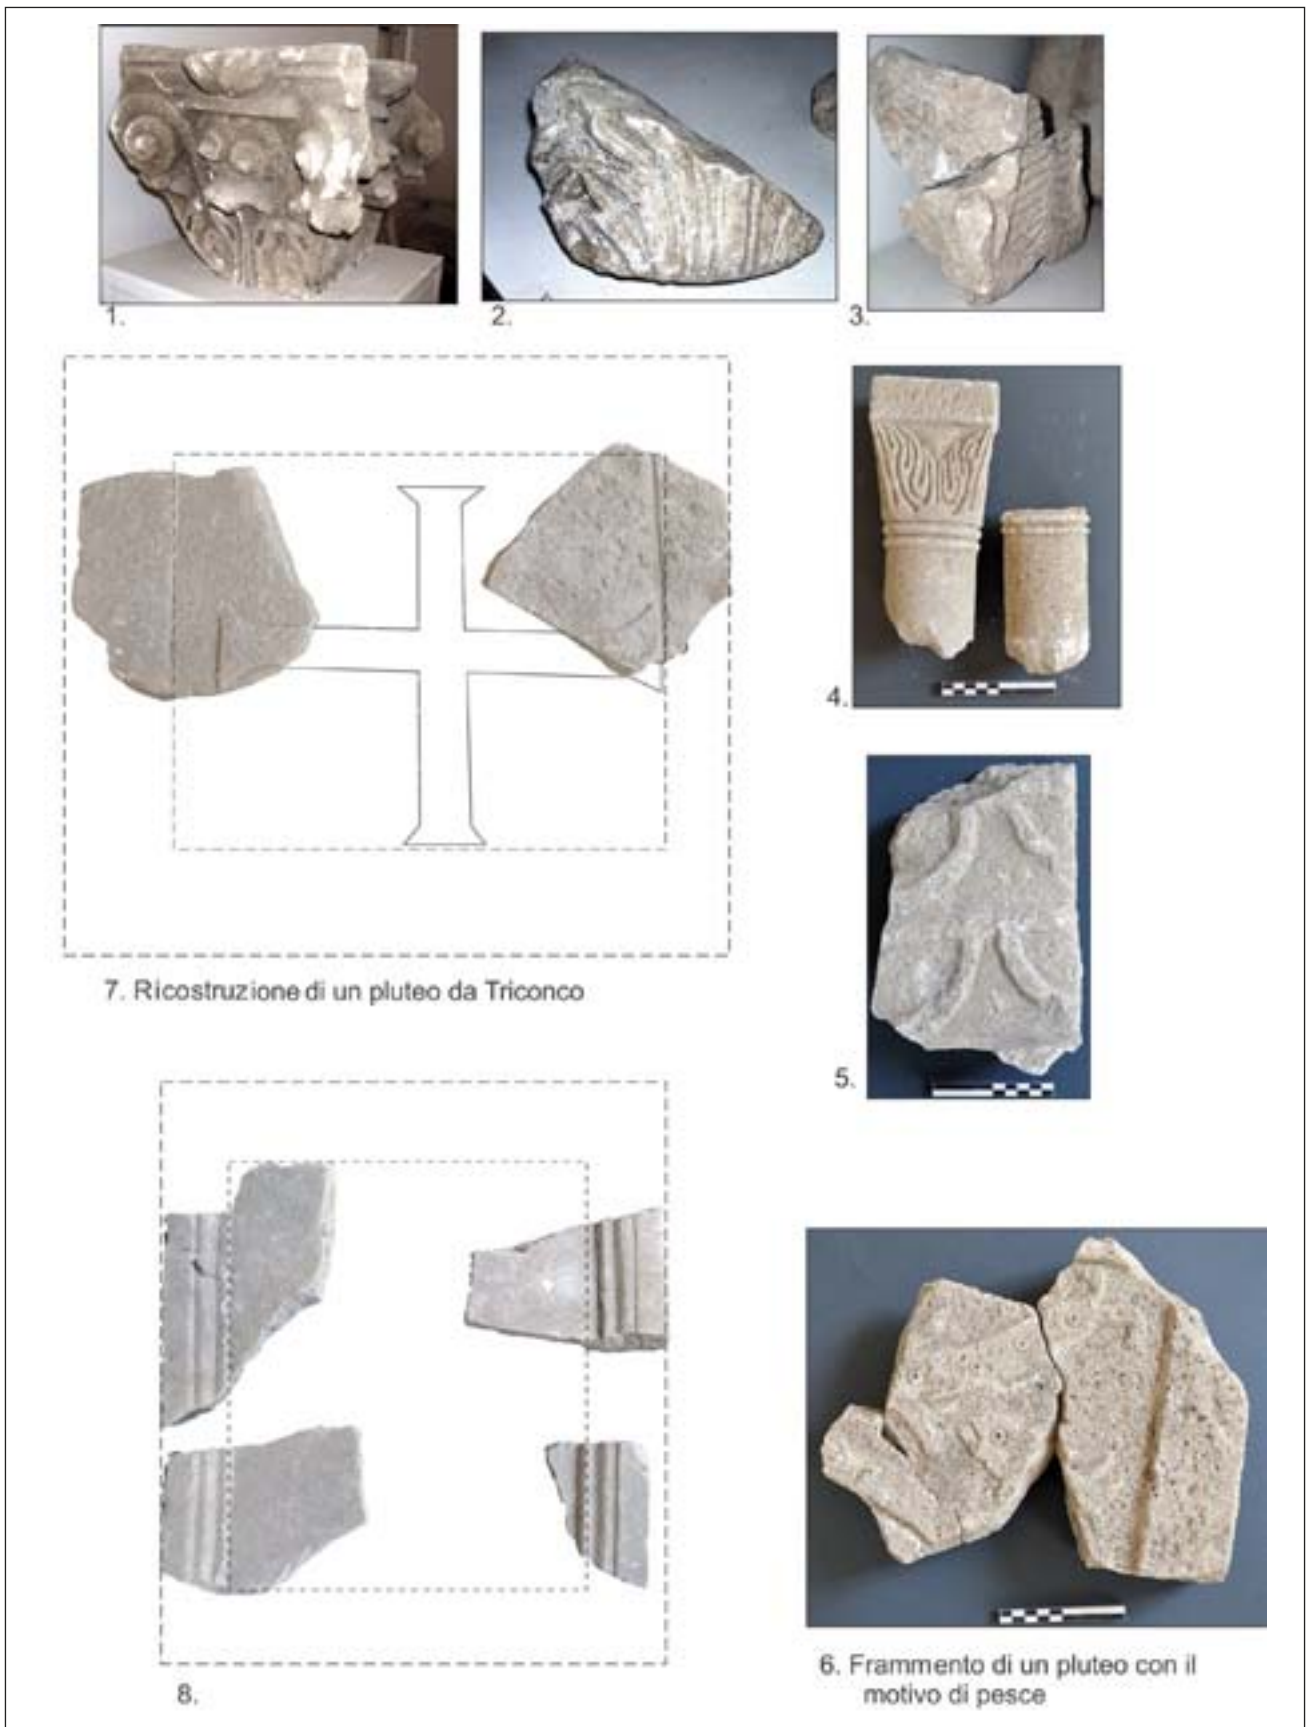 1.
2.
3.
4.
7. Ricostruzione di un pluteo da Triconco
5.
6. Frammento di un pluteo con il
motivo di pesce
8.